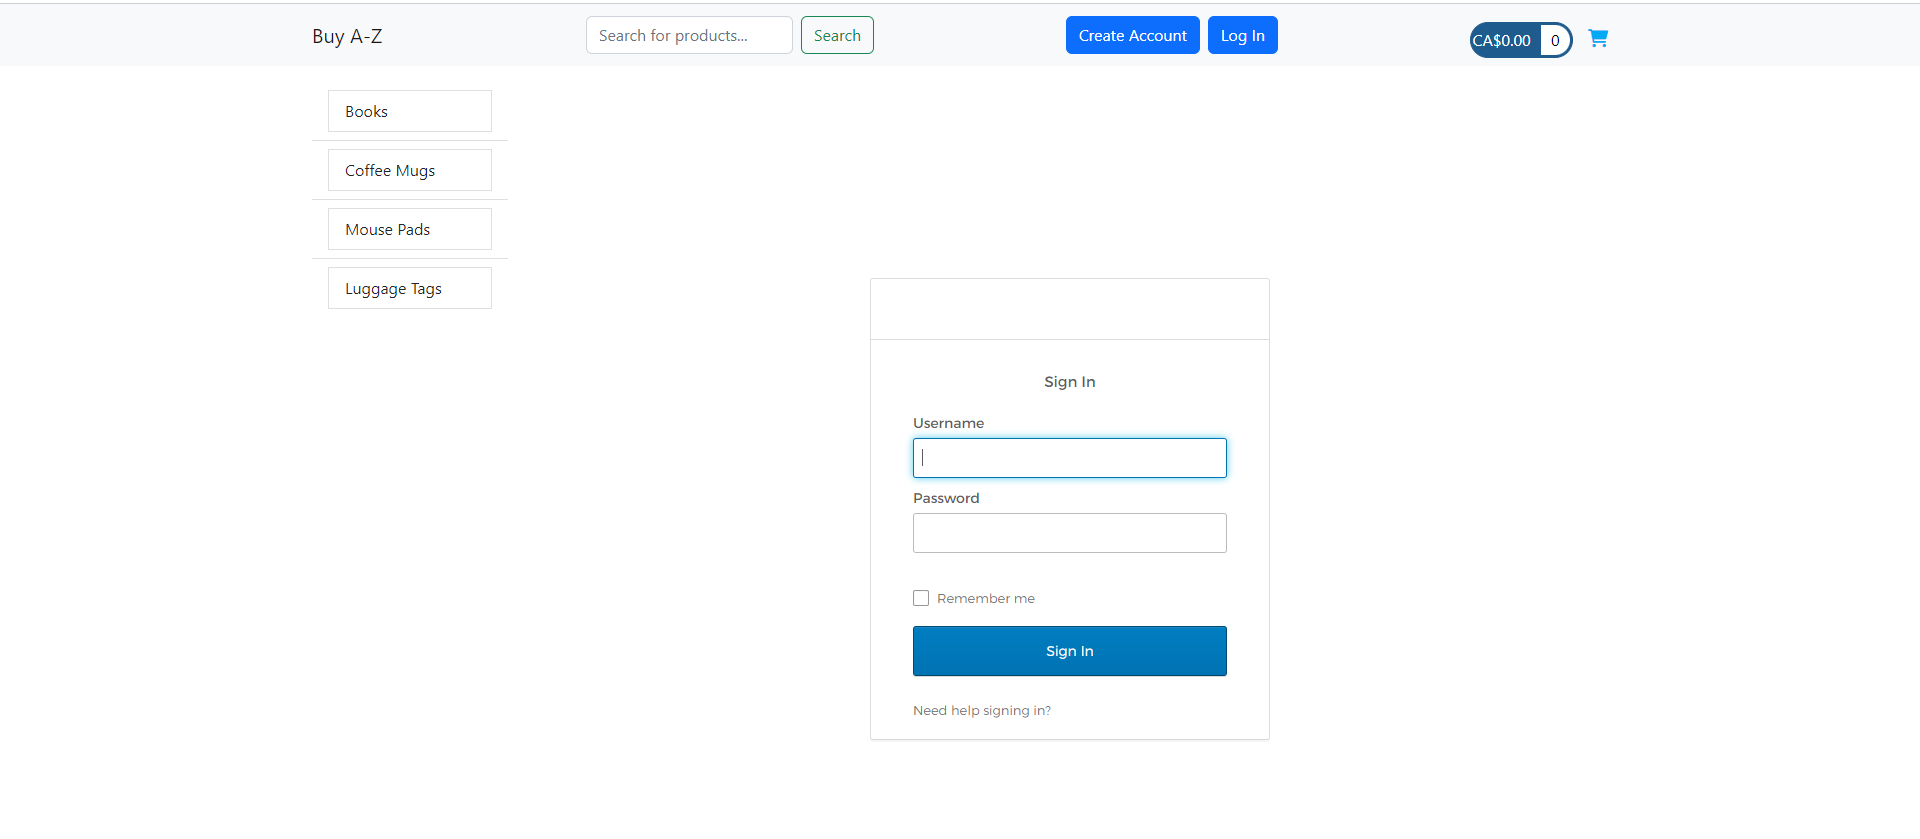 Buy A-Z
Search for products...
Search
Create Account
Log In
CA$0.00
0
Books
Coffee Mugs
Mouse Pads
Luggage Tags
Sign In
Username
Password
Remember me
Sign In
Need help signing in?